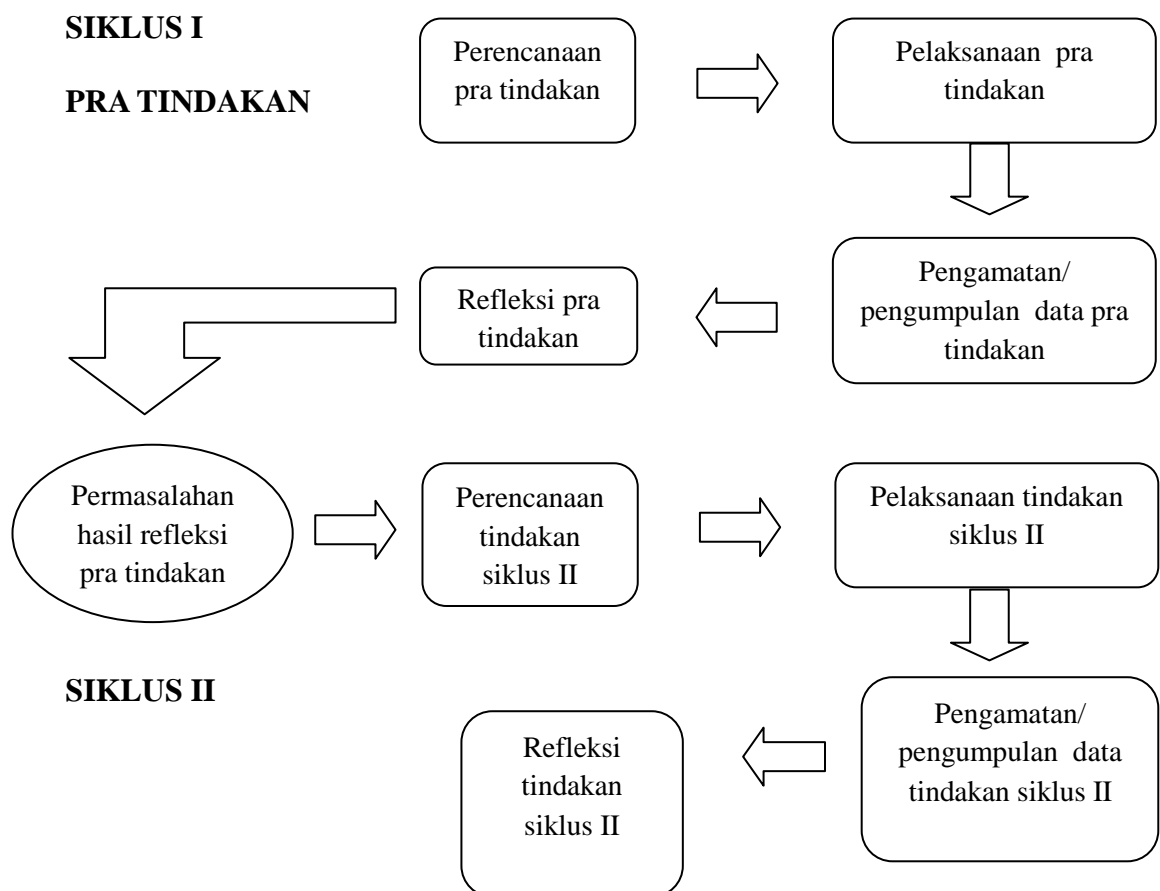 SIKLUS I
PRA TINDAKAN
Perencanaan
pra tindakan
Pelaksanaan pra
tindakan
Pengamatan/
pengumpulan data pra
tindakan
Refleksi pra
tindakan
Permasalahan
hasil refleksi
pra tindakan
Perencanaan
tindakan
siklus II
Pelaksanaan tindakan
siklus II
SIKLUS II
Pengamatan/
pengumpulan data
tindakan siklus II
Refleksi
tindakan
siklus II